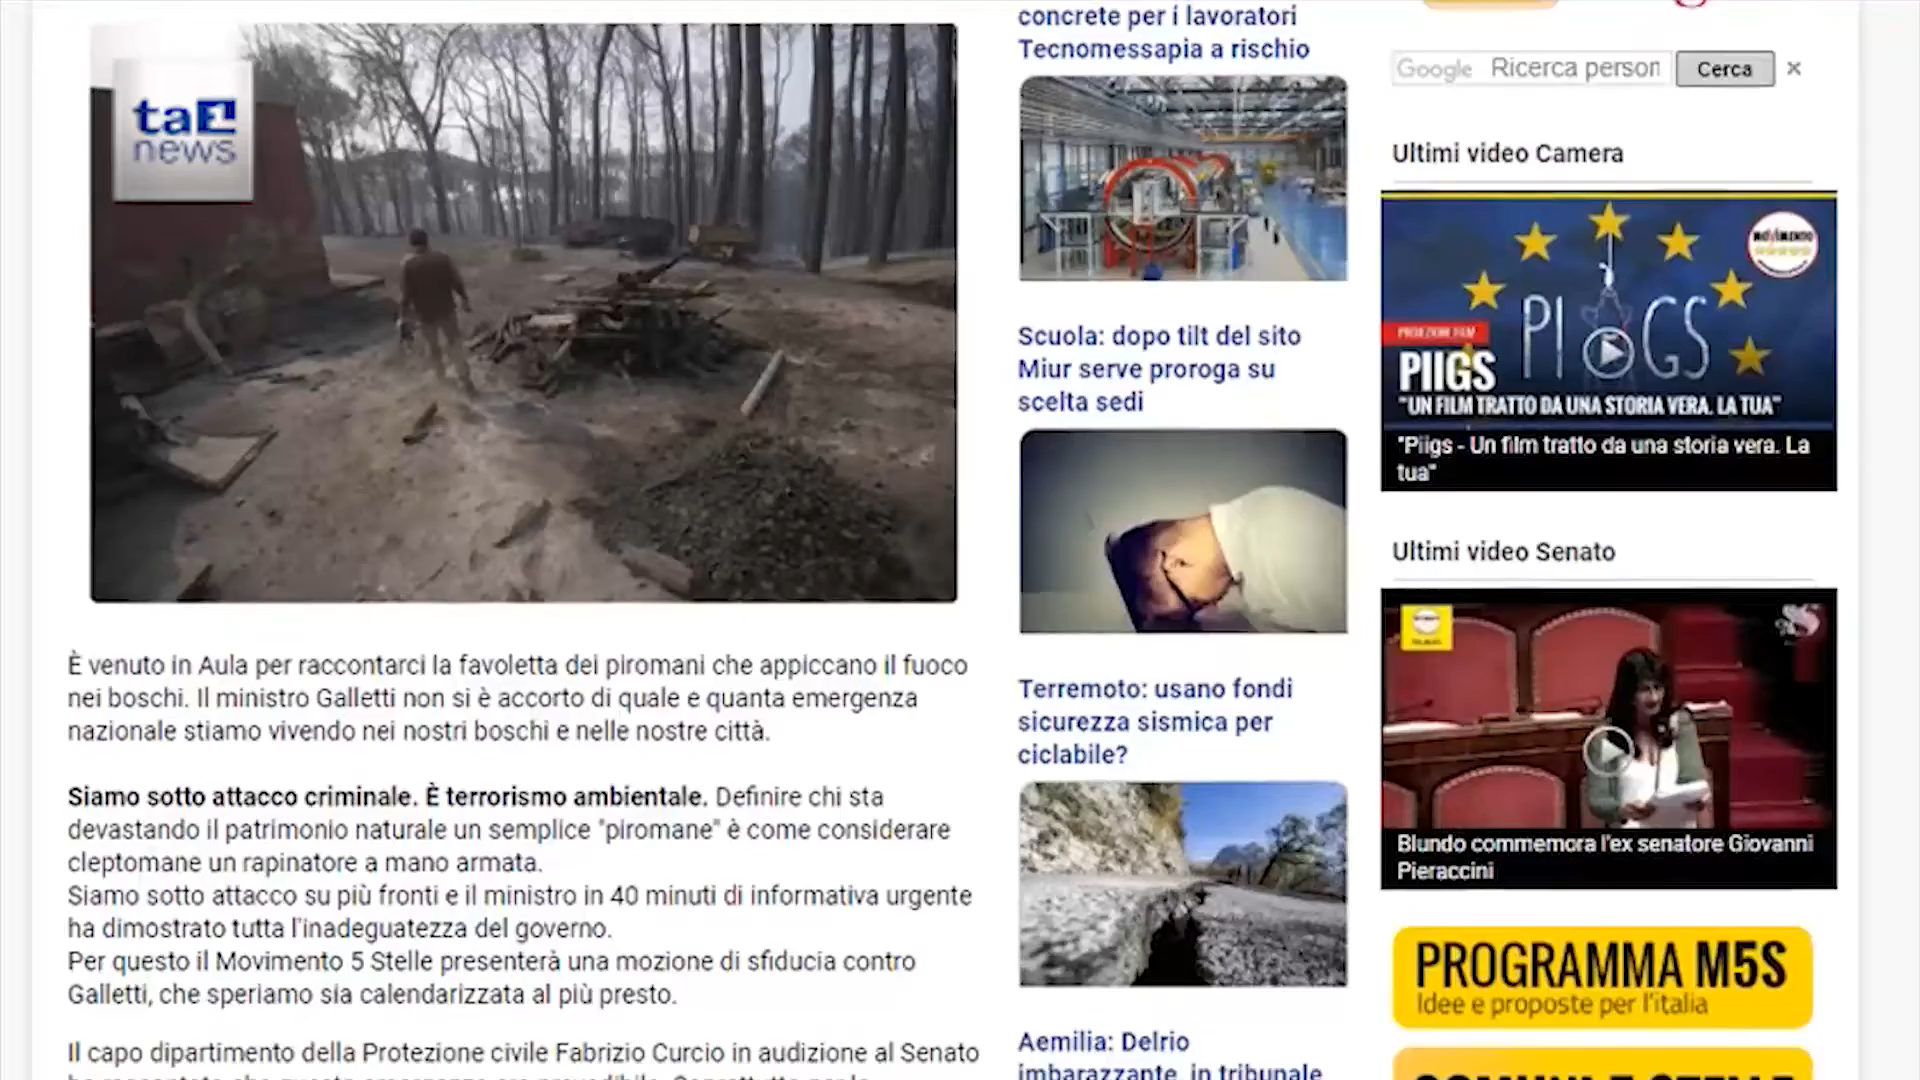 ta1
news
È venuto in Aula per raccontarci la favoletta dei piromani che appiccano il fuoco
nei boschi. Il ministro Galletti non si è accorto di quale e quanta emergenza
nazionale stiamo vivendo nei nostri boschi e nelle nostre città.
Siamo sotto attacco criminale. È terrorismo ambientale. Definire chi sta
devastando il patrimonio naturale un semplice "piromane" è come considerare
cleptomane un rapinatore a mano armata.
Siamo sotto attacco su più fronti e il ministro in 40 minuti di informativa urgente
ha dimostrato tutta l'inadeguatezza del governo.
Per questo il Movimento 5 Stelle presenterà una mozione di sfiducia contro
Galletti, che speriamo sia calendarizzata al più presto.
Il capo dipartimento della Protezione civile Fabrizio Curcio in audizione al Senato
concrete per i lavoratori
Tecnomessapia a rischio
Scuola: dopo tilt del sito
Miur serve proroga su
scelta sedi
Terremoto: usano fondi
sicurezza sismica per
ciclabile?
Aemilia: Delrio
imbarazzante, in tribunale
Google Ricerca person
Cerca
×
Ultimi video Camera
MOVIMENTO
PI GS
PROIEZIONE FILM
PIIGS
"UN FILM TRATTO DA UNA STORIA VERA. LA TUA"
"Piigs - Un film tratto da una storia vera. La
tua"
Ultimi video Senato
Blundo commemora l'ex senatore Giovanni
Pieraccini
PROGRAMMA M5S
Idee e proposte per l'italia